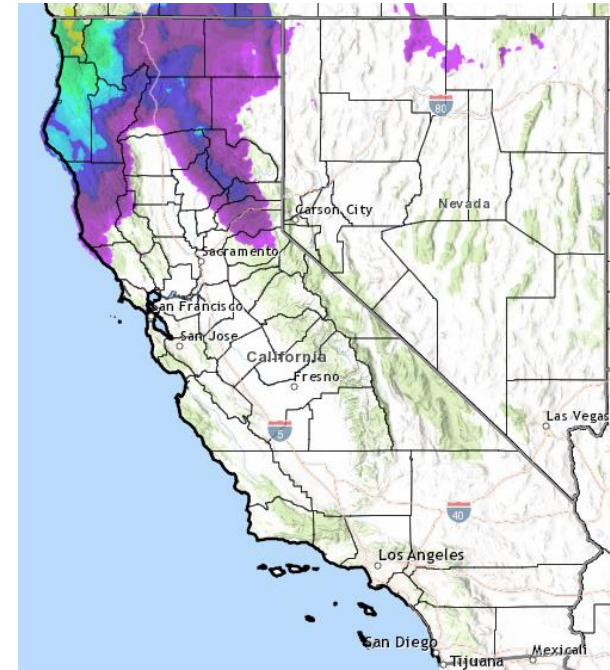 80
Nevada
Carson City
Sacramento
San Francisco
San Jose
California
Fresno
Las Vegas
5
40
Los Angeles
San Diego
Tijuana
Mexicali